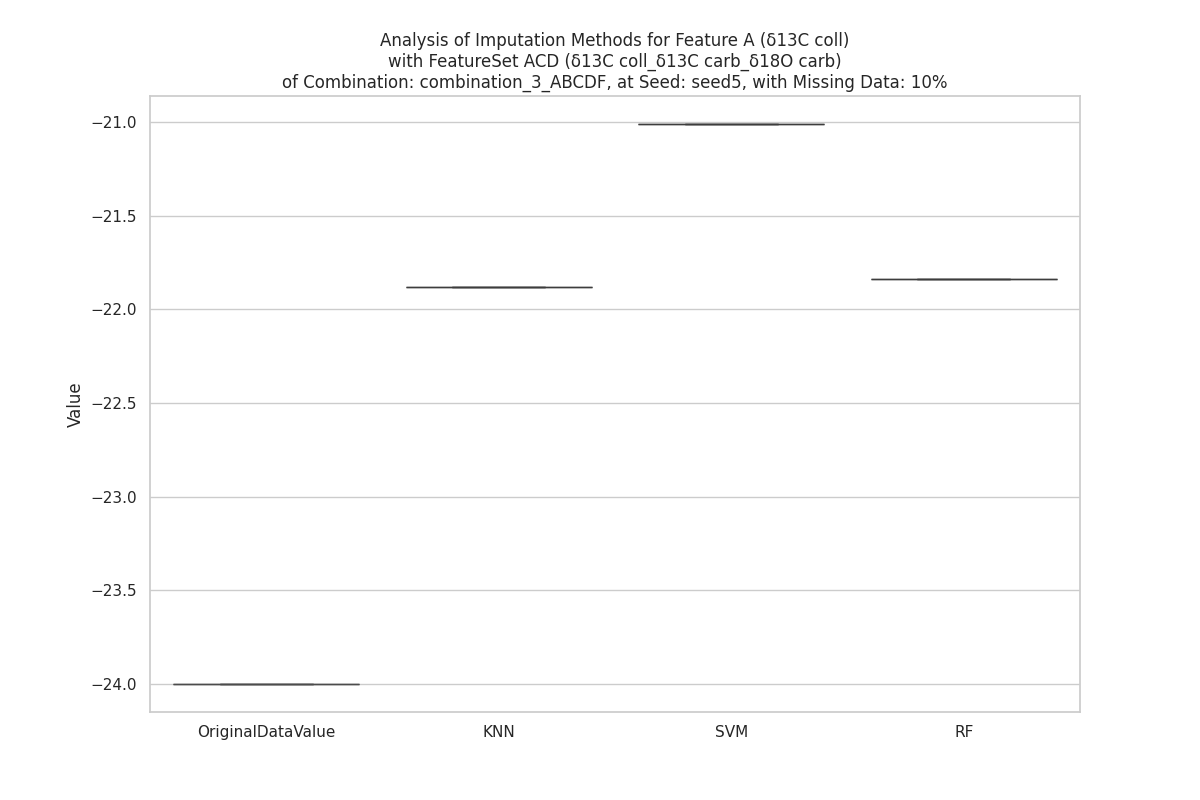 Analysis of Imputation Methods for Feature A (δ13C coll)
with FeatureSet ACD (δ13C coll_δ13C carb_δ18O carb)
of Combination: combination_3_ABCDF, at Seed: seed5, with Missing Data: 10%
−21.0
−21.5
−22.0
−22.5
−23.0
−23.5
−24.0
Value
OriginalDataValue
KNN
SVM
RF